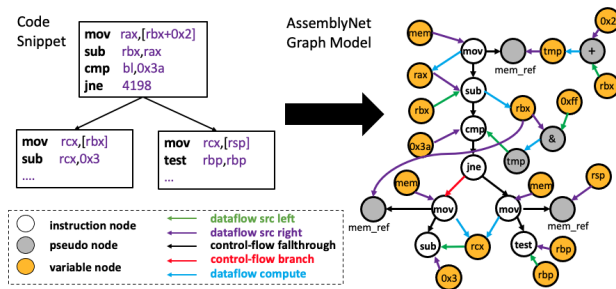 Code
Snippet
mov rax,[rbx+0x2]
sub rbx,rax
cmp bl,0x3a
jne 4198
mov rcx,[rbx]
sub rcx,0x3
....
mov rcx,[rsp]
test rbp,rbp
...
AssemblyNet
Graph Model
mem
mov
mem_ref
tmp
+
0x2
rbx
rax
sub
rbx
rbx
0xff
0x3a
cmp
tmp
&
jne
mem
mem
rsp
mem_ref
mov
mov
mem_ref
sub
rcx
test
rbp
0x3
rbp
instruction node
pseudo node
variable node
dataflow src left
dataflow src right
control-flow fallthrough
control-flow branch
dataflow compute